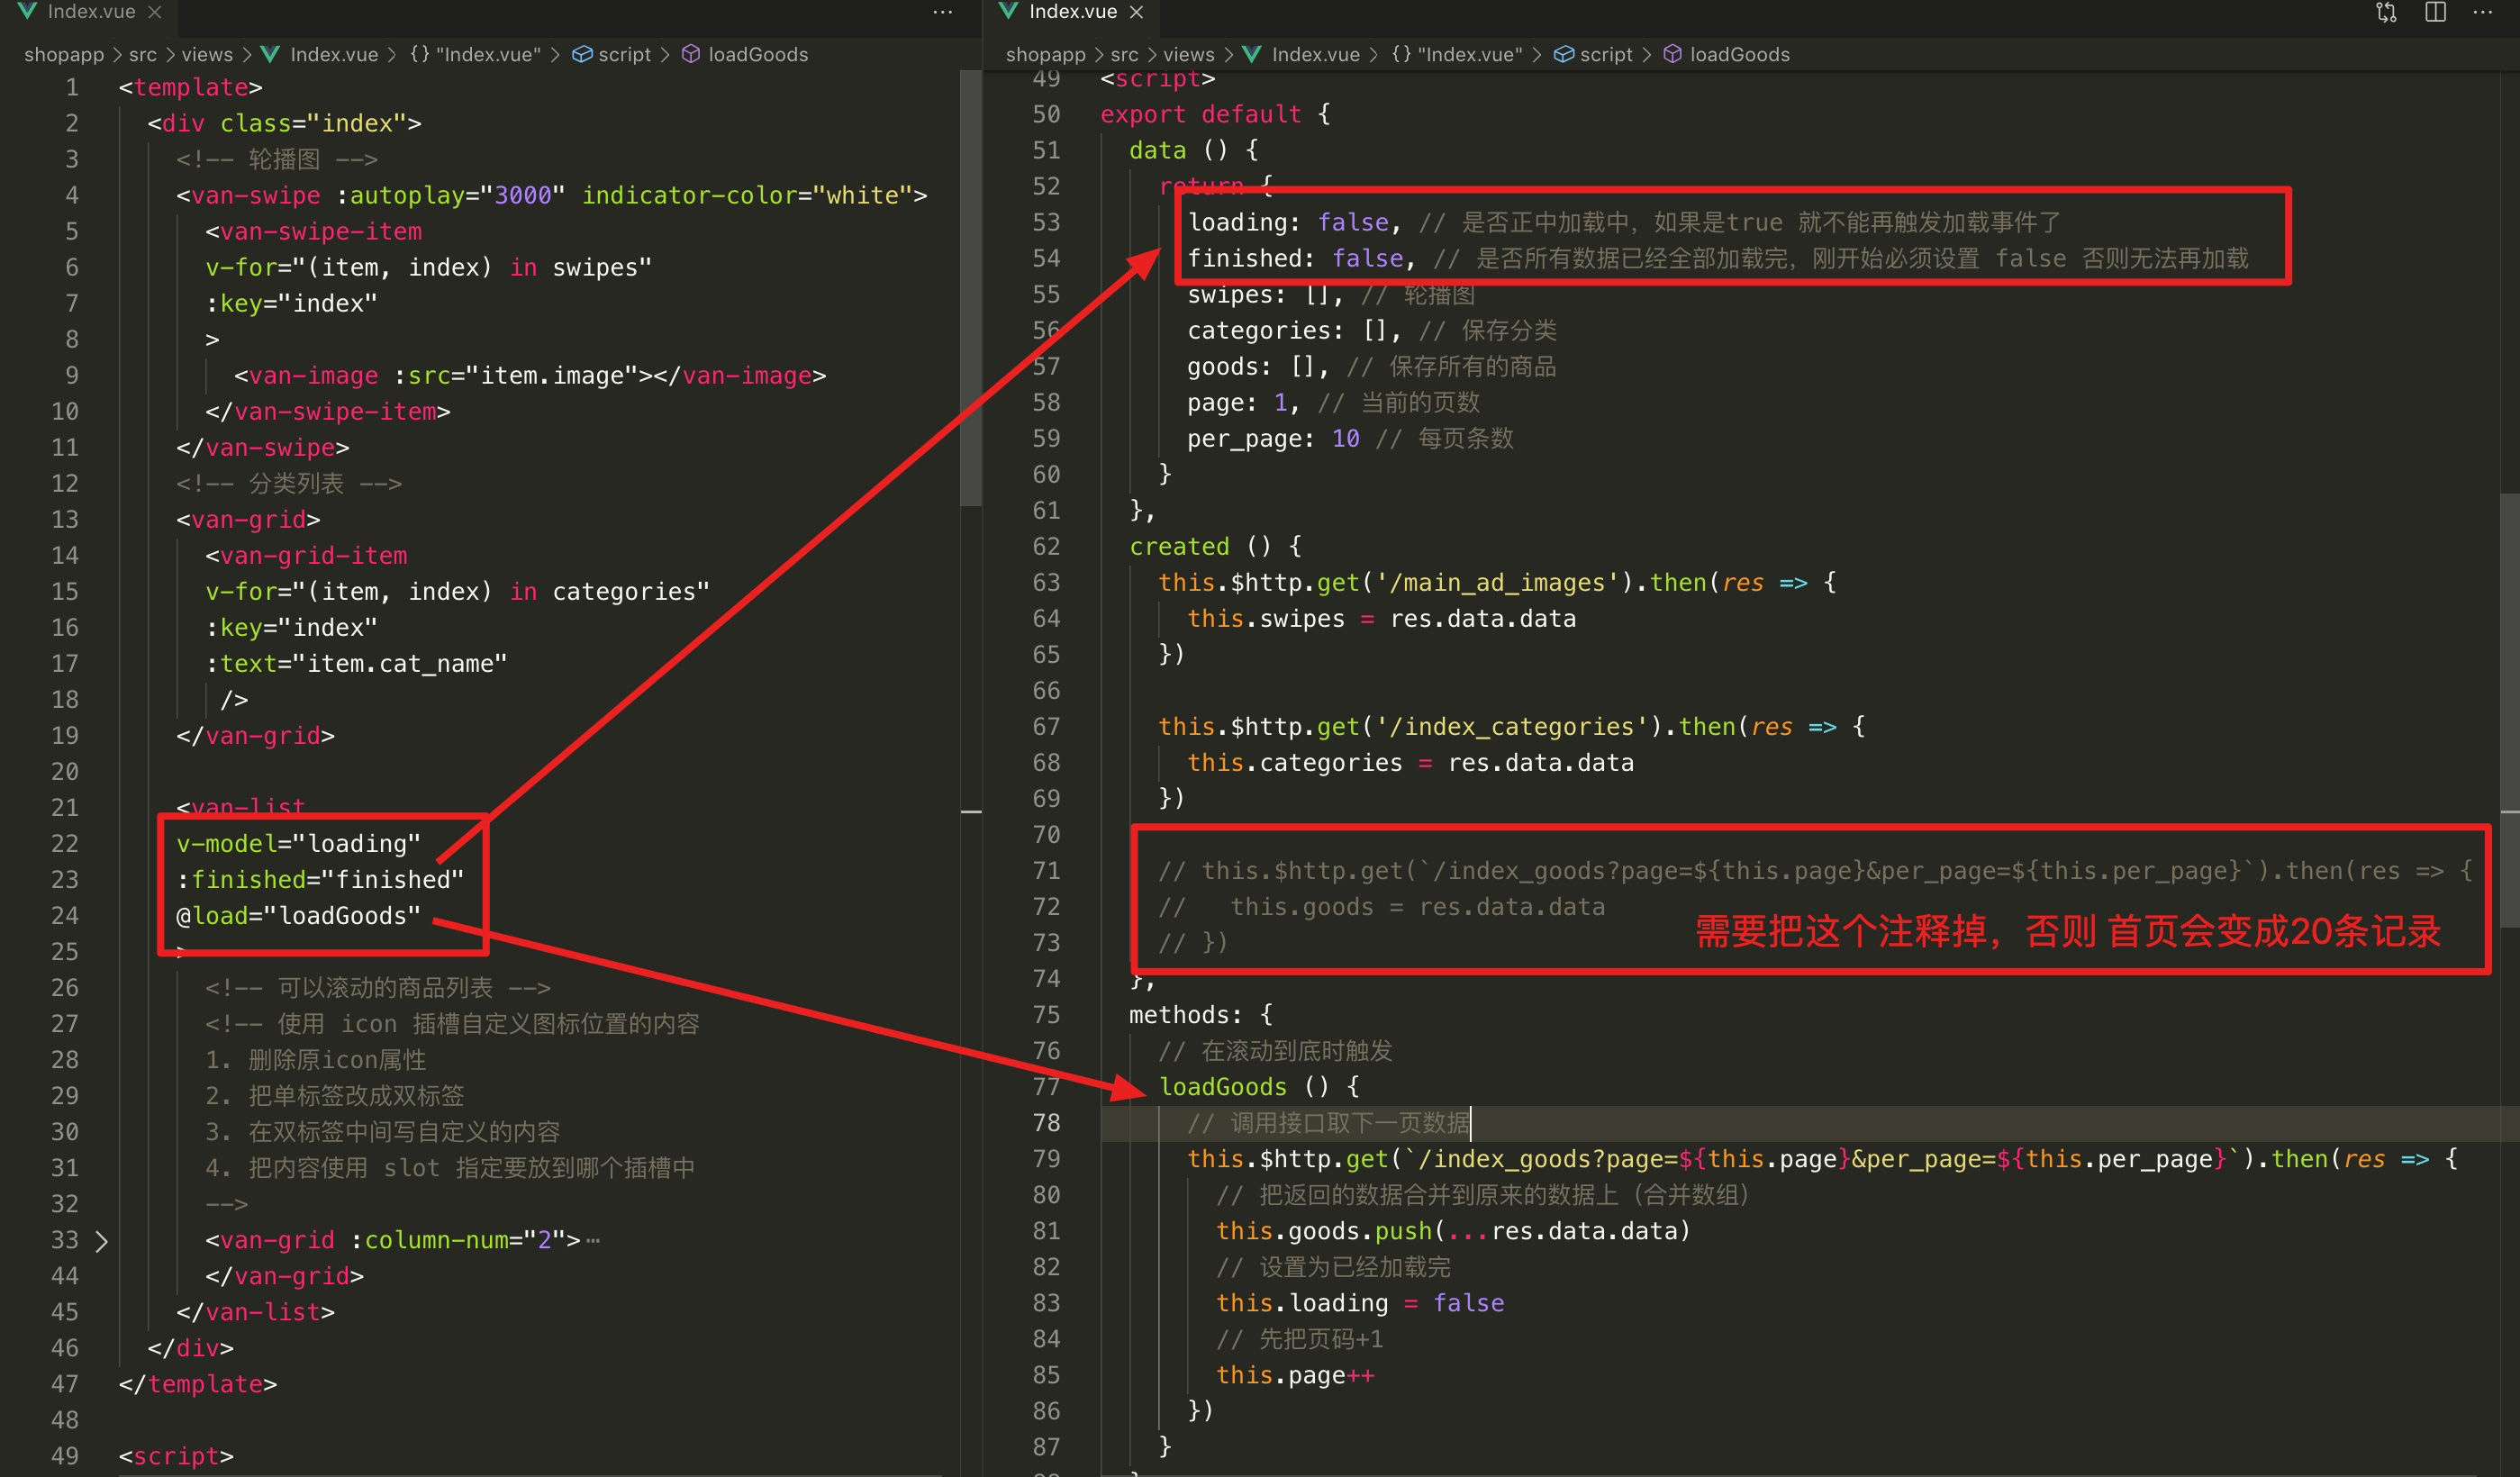 Index.vue
shopapp > src > views > Index.vue > {} "Index.vue" > script > loadGoods
1 <template>
2 <div class="index">
3 <!-- 轮播图 -->
4 <van-swipe :autoplay="3000" indicator-color="white">
5 <van-swipe-item
6 v-for="(item, index) in swipes"
7 :key="index"
8 >
9 <van-image :src="item.image"></van-image>
10 </van-swipe-item>
11 </van-swipe>
12 <!-- 分类列表 -->
13 <van-grid>
14 <van-grid-item
15 v-for="(item, index) in categories"
16 :key="index"
17 :text="item.cat_name"
18 />
19 </van-grid>
20
21 <van-list
22 v-model="loading"
23 :finished="finished"
24 @load="loadGoods"
25 >
26 <!-- 可以滚动的商品列表 -->
27 <!-- 使用 icon 插槽自定义图标位置的内容
28 1. 删除原icon属性
29 2. 把单标签改成双标签
30 3. 在双标签中间写自定义的内容
31 4. 把内容使用 slot 指定要放到哪个插槽中
32 -->
33 <van-grid :column-num="2">
44 </van-grid>
45 </van-list>
46 </div>
47 </template>
48
49 <script>
Index.vue
shopapp > src > views > Index.vue > {} "Index.vue" > script > loadGoods
49 <script>
50 export default {
51 data () {
52 return {
53 loading: false, // 是否正中加载中，如果是true 就不能再触发加载事件了
54 finished: false, // 是否所有数据已经全部加载完，刚开始必须设置 false 否则无法再加载
55 swipes: [], // 轮播图
56 categories: [], // 保存分类
57 goods: [], // 保存所有的商品
58 page: 1, // 当前的页数
59 per_page: 10 // 每页条数
60 }
61 },
62 created () {
63 this.$http.get('/main_ad_images').then(res => {
64 this.swipes = res.data.data
65 })
66
67 this.$http.get('/index_categories').then(res => {
68 this.categories = res.data.data
69 })
70
71 // this.$http.get(`/index_goods?page=${this.page}&per_page=${this.per_page}`).then(res => {
72 // this.goods = res.data.data
73 // })
需要把这个注释掉，否则 首页会变成20条记录
74 },
75 methods: {
76 // 在滚动到底时触发
77 loadGoods () {
78 // 调用接口取下一页数据
79 this.$http.get(`/index_goods?page=${this.page}&per_page=${this.per_page}`).then(res => {
80 // 把返回的数据合并到原来的数据上（合并数组）
81 this.goods.push(...res.data.data)
82 // 设置为已经加载完
83 this.loading = false
84 // 先把页码+1
85 this.page++
86 })
87 }